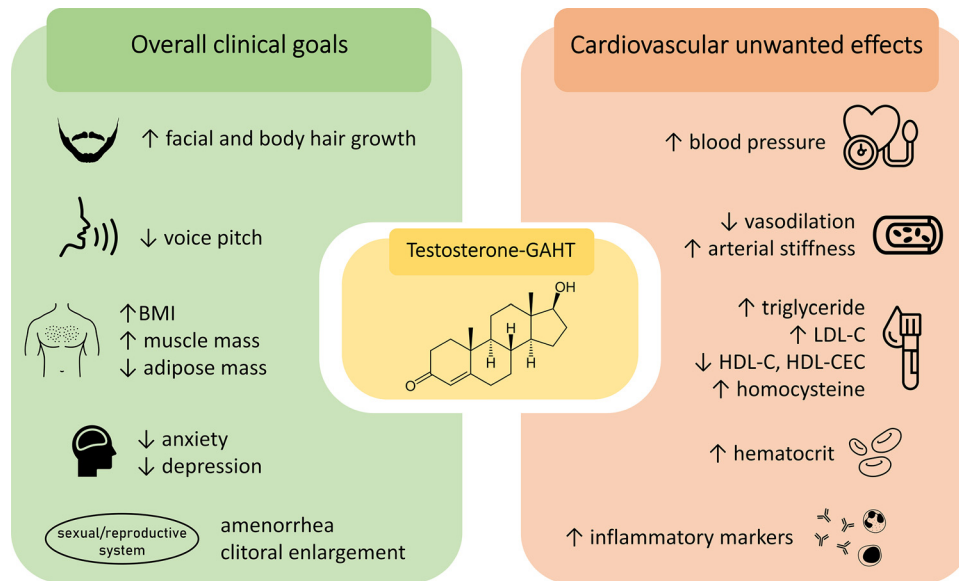 Overall clinical goals
↑ facial and body hair growth
↓ voice pitch
↑BMI
↑ muscle mass
↓ adipose mass
↓ anxiety
↓ depression
sexual/reproductive
system
amenorrhea
clitoral enlargement
Testosterone-GAHT
OH
H
H
H
O
Cardiovascular unwanted effects
↑ blood pressure
↓ vasodilation
↑ arterial stiffness
↑ triglyceride
↑ LDL-C
↓ HDL-C, HDL-CEC
↑ homocysteine
↑ hematocrit
↑ inflammatory markers